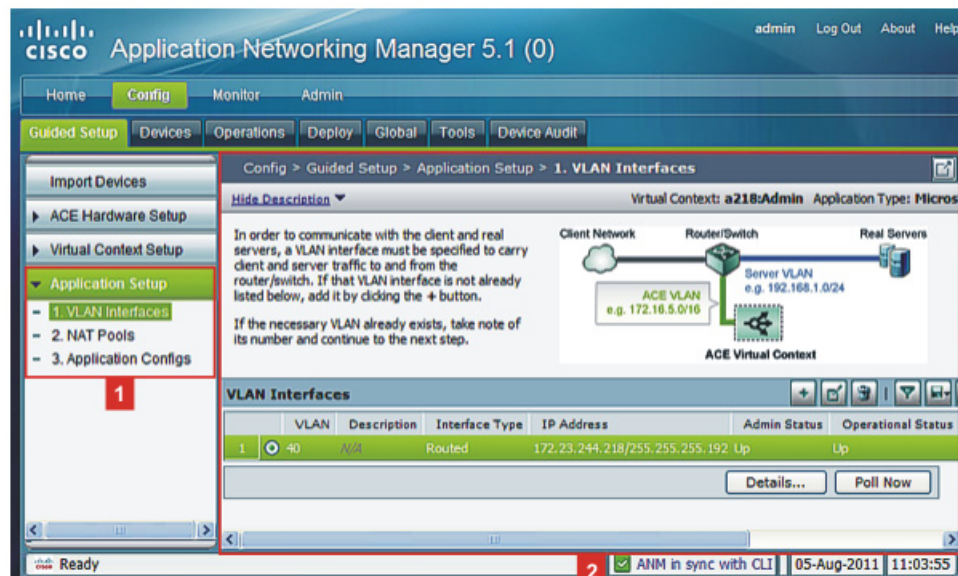 admin Log Out About Help
CISCO Application Networking Manager 5.1 (0)
Home Config Monitor Admin
Guided Setup Devices Operations Deploy Global Tools Device Audit
Import Devices
ACE Hardware Setup
Virtual Context Setup
Application Setup
1. VLAN Interfaces
2. NAT Pools
3. Application Configs
1
Config > Guided Setup > Application Setup > 1. VLAN Interfaces
Hide Description Virtual Context: a218:Admin Application Type: Micros
In order to communicate with the client and real
servers, a VLAN interface must be specified to carry
client and server traffic to and from the
router/switch. If that VLAN interface is not already
listed below, add it by clicking the + button.
If the necessary VLAN already exists, take note of
its number and continue to the next step.
Client Network Router/Switch Real Servers
Server VLAN
e.g. 192.168.1.0/24
ACE VLAN
e.g. 172.16.5.0/16
ACE Virtual Context
VLAN Interfaces
VLAN Description Interface Type IP Address Admin Status Operational Status
1 40 N/A Routed 172.23.244.218/255.255.255.192 Up Up
Details... Poll Now
Ready
2 ANM in sync with CLI 05-Aug-2011 11:03:55